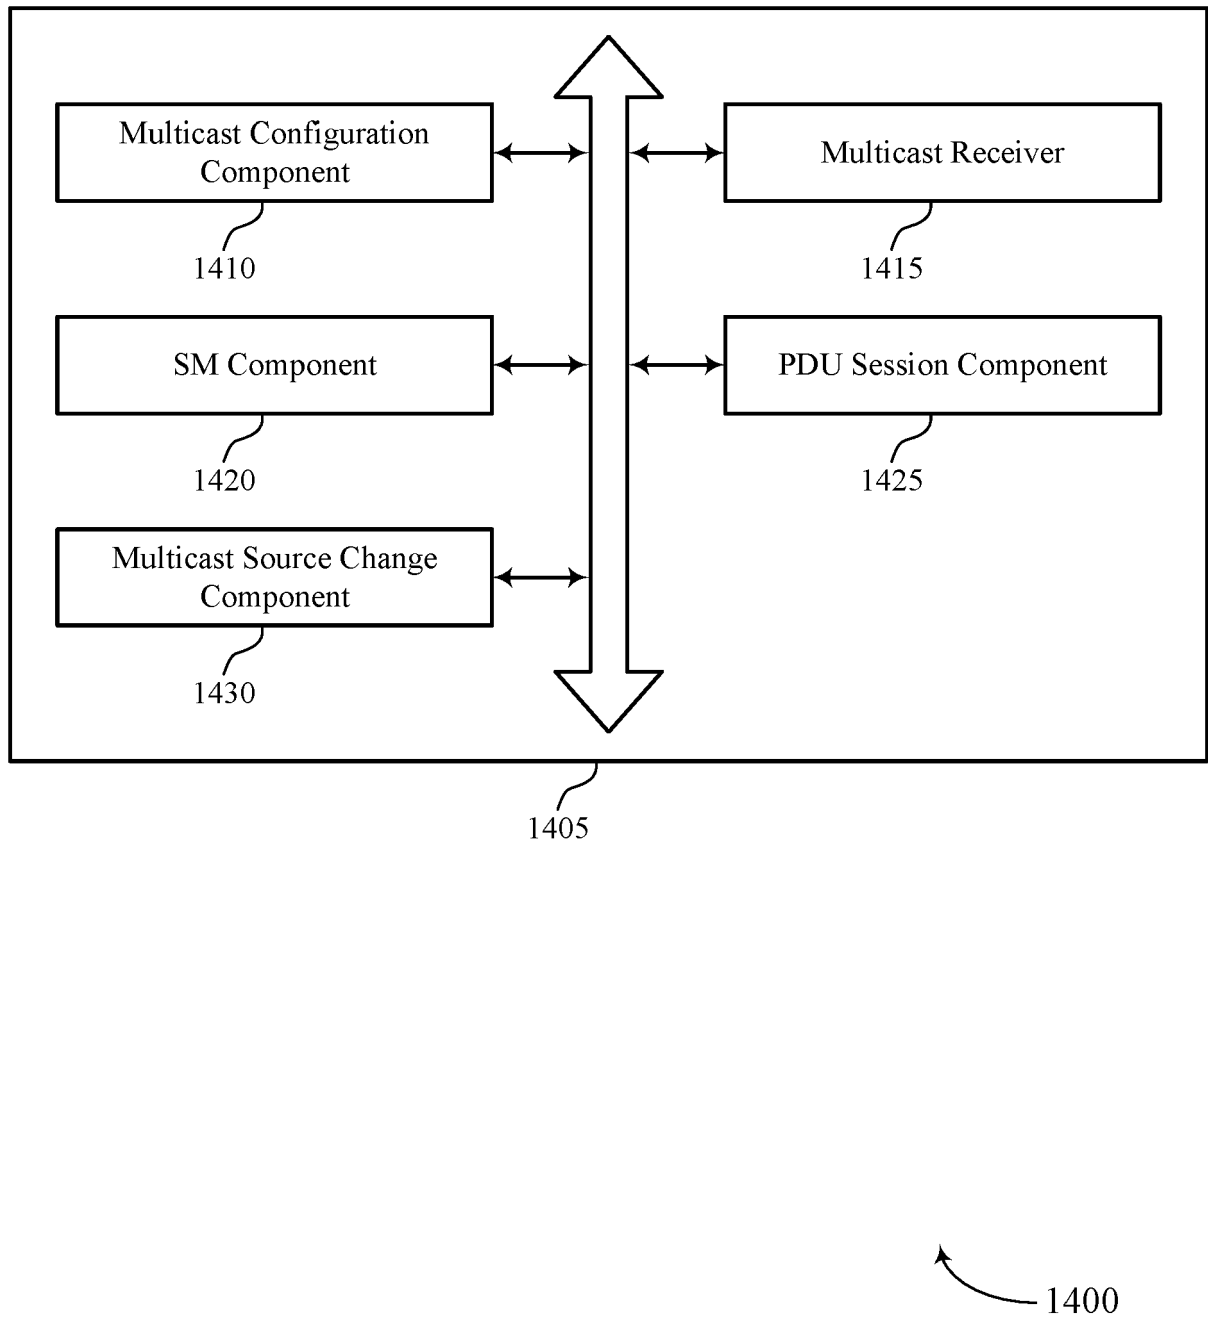 Multicast Configuration
Component
1410
Multicast Receiver
1415
SM Component
1420
PDU Session Component
1425
Multicast Source Change
Component
1430
1405
1400